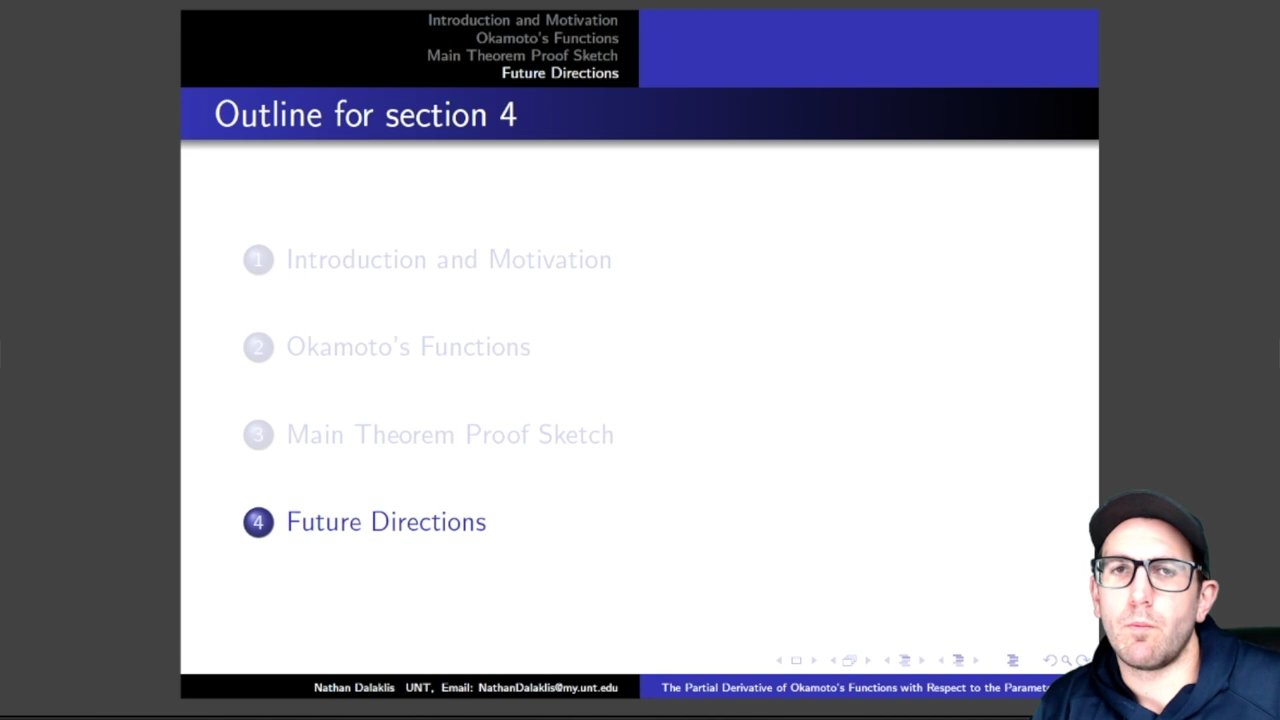 Introduction and Motivation
Okamoto's Functions
Main Theorem Proof Sketch
Future Directions
Outline for section 4
1 Introduction and Motivation
2 Okamoto's Functions
3 Main Theorem Proof Sketch
4 Future Directions
Nathan Dalaklis UNT, Email: NathanDalaklis@my.unt.edu
The Partial Derivative of Okamoto's Functions with Respect to the